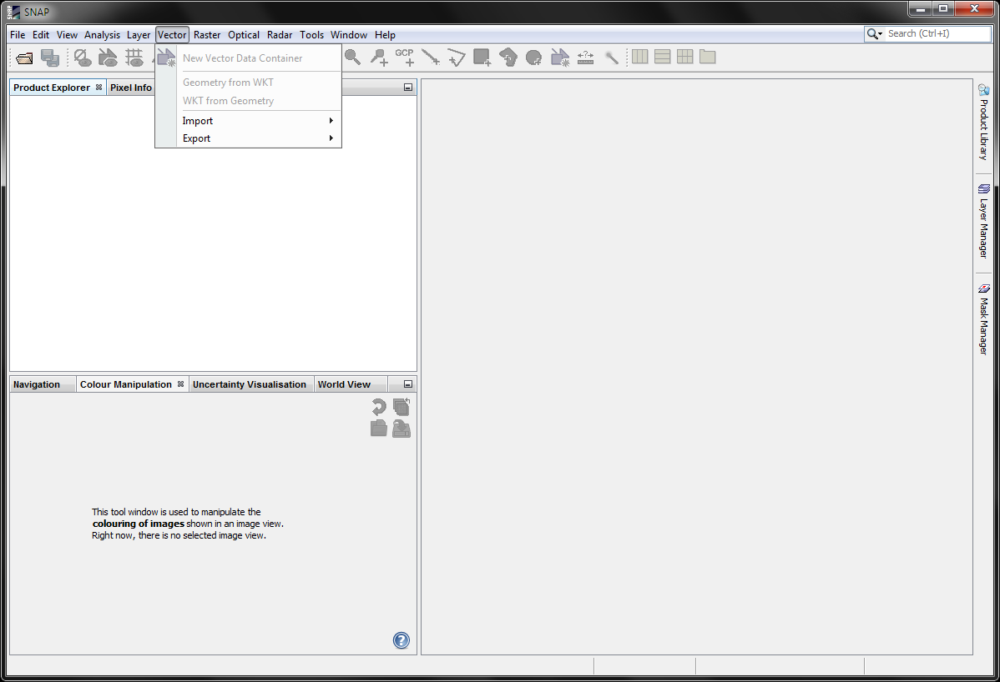 SNAP
File Edit View Analysis Layer Vector Raster Optical Radar Tools Window Help
Search (Ctrl+I)
GCP
New Vector Data Container
Geometry from WKT
WKT from Geometry
Import
Export
Product Explorer Pixel Info
Navigation Colour Manipulation Uncertainty Visualisation World View
This tool window is used to manipulate the
colouring of images shown in an image view.
Right now, there is no selected image view.
Product Library
Layer Manager
Mask Manager